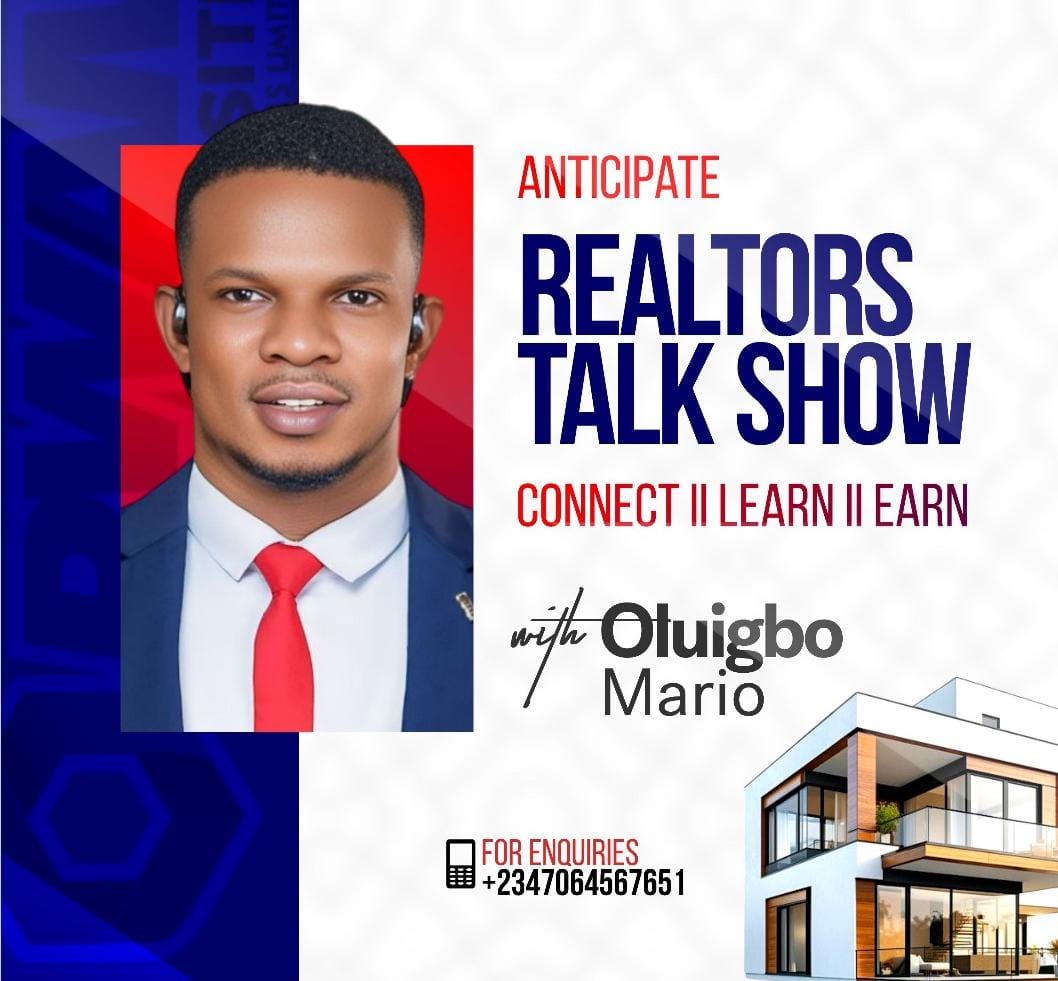 ANTICIPATE
REALTORS
TALK SHOW
CONNECT II LEARN II EARN
with Oluigbo
Mario
FOR ENQUIRIES
+2347064567651